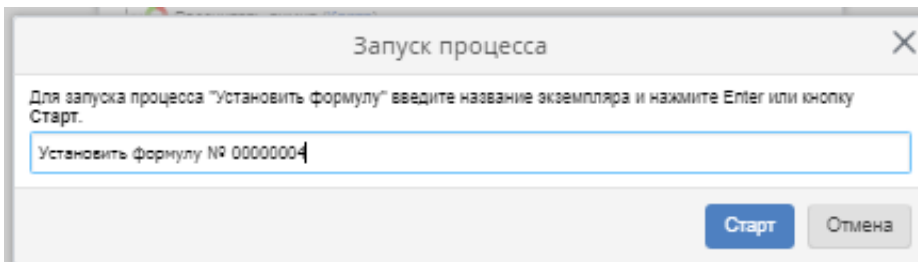 Запуск процесса
Для запуска процесса "Установить формулу" введите название экземпляра и нажмите Enter или кнопку
Старт.
Установить формулу № 00000004
Старт
Отмена